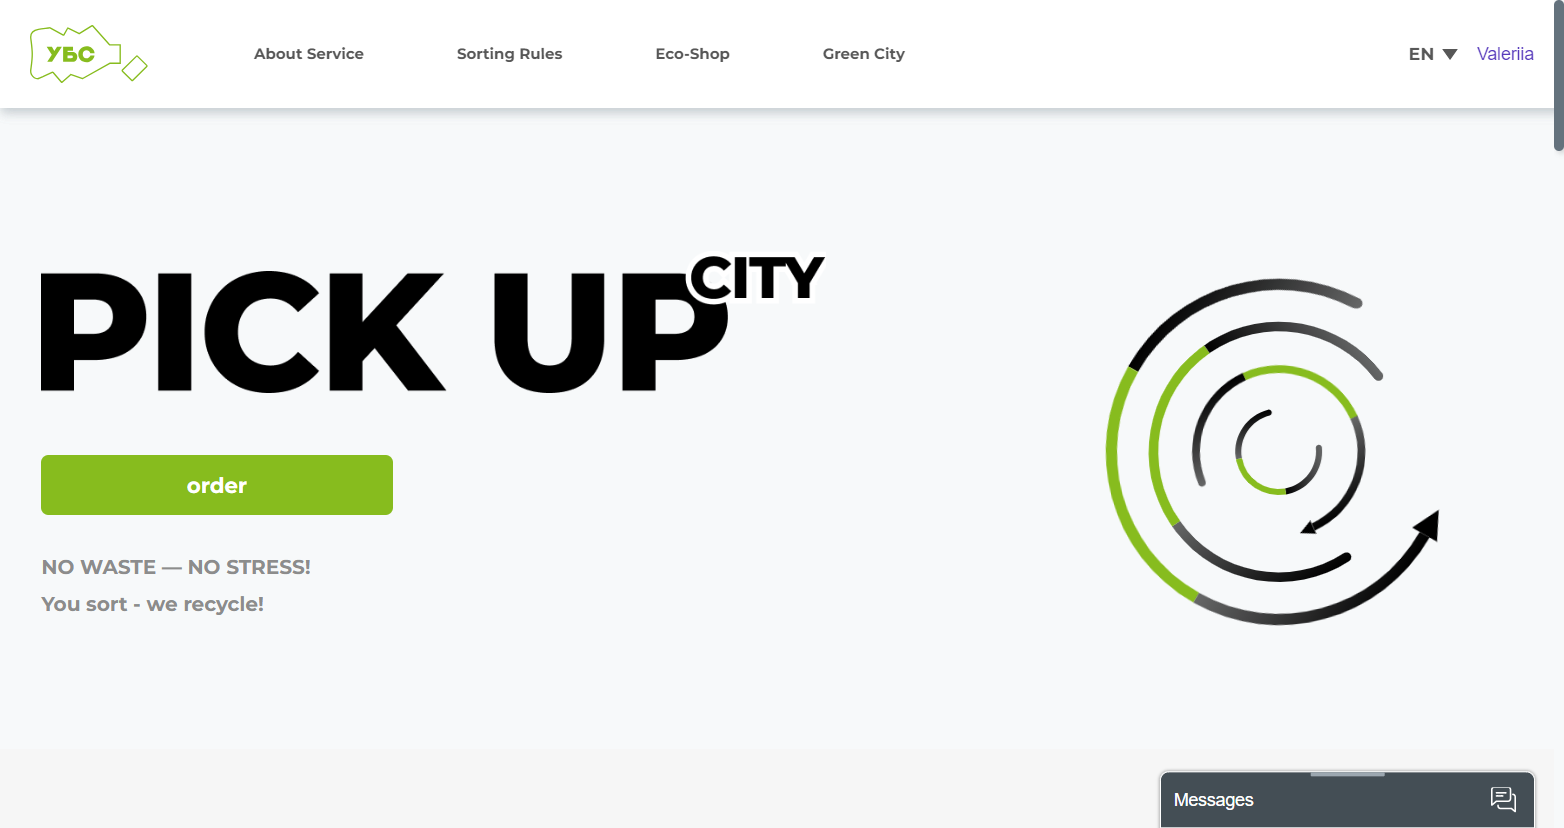 УБС
About Service
Sorting Rules
Eco-Shop
Green City
EN
Valeriia
PICK UP CITY
order
NO WASTE — NO STRESS!
You sort - we recycle!
Messages